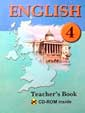 ENGLISH
4
Teacher's Book
CD-ROM inside